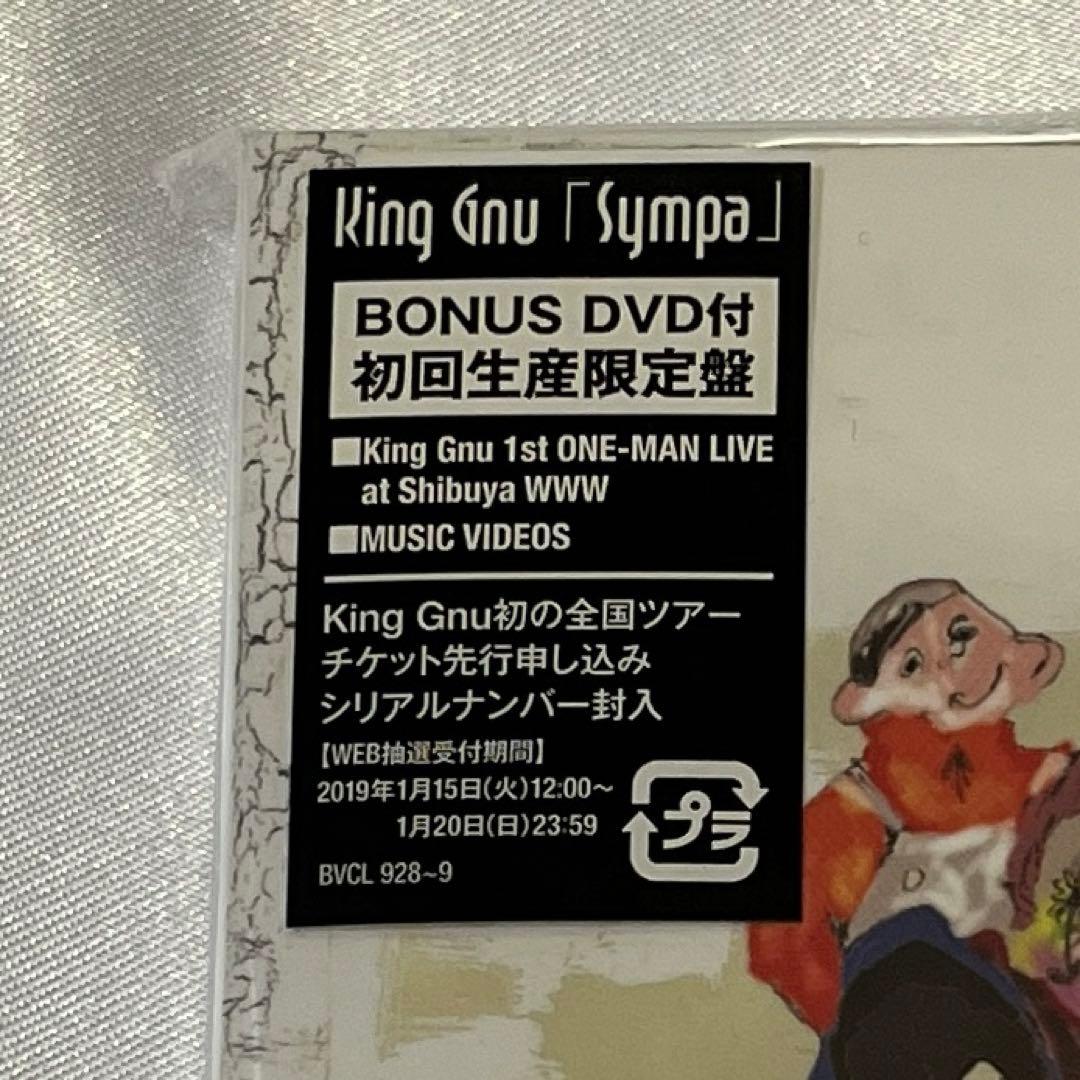 King Gnu「Sympa」
BONUS DVD付
初回生産限定盤
■King Gnu 1st ONE-MAN LIVE
at Shibuya WWW
■MUSIC VIDEOS
King Gnu初の全国ツアー
チケット先行申し込み
シリアルナンバー封入
【WEB抽選受付期間】
2019年1月15日(火)12:00〜
1月20日(日)23:59
プラ
BVCL 928~9